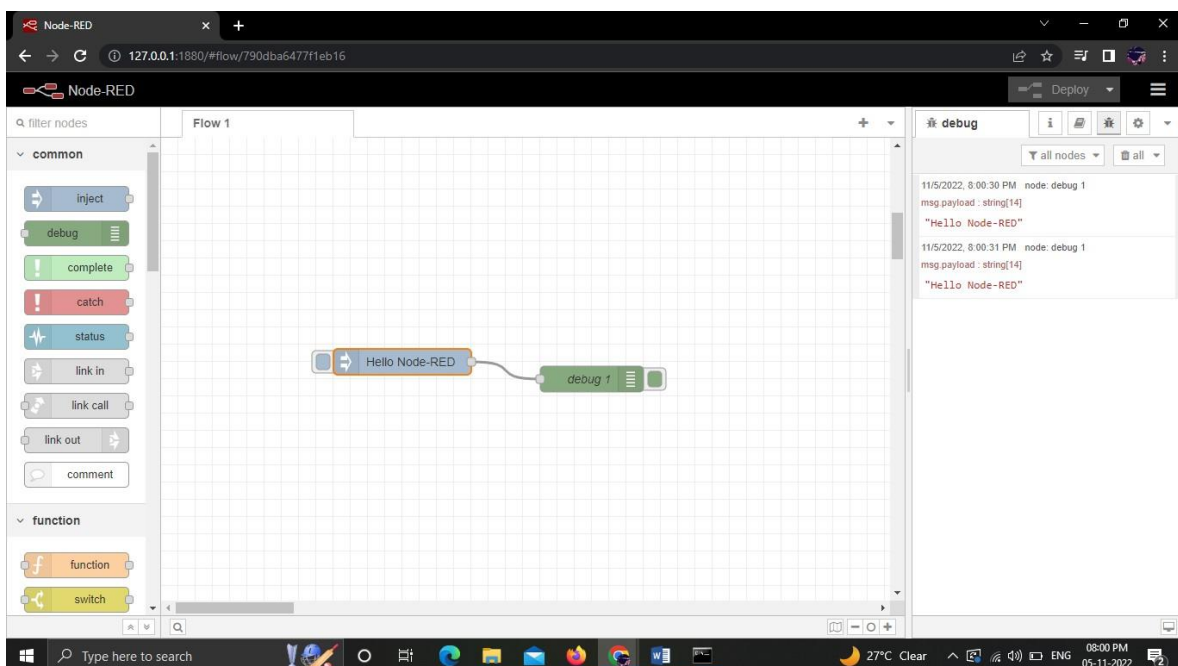 Node-RED
127.0.0.1:1880/#flow/790dba6477f1eb16
Node-RED
Deploy
filter nodes
Flow 1
debug
i
common
all nodes
all
inject
debug
complete
catch
status
link in
link call
link out
comment
function
function
switch
Hello Node-RED
debug 1
11/5/2022, 8:00:30 PM node: debug 1
msg.payload : string[14]
"Hello Node-RED"
11/5/2022, 8:00:31 PM node: debug 1
msg.payload : string[14]
"Hello Node-RED"
Type here to search
27°C Clear
ENG
08:00 PM
05-11-2022
2